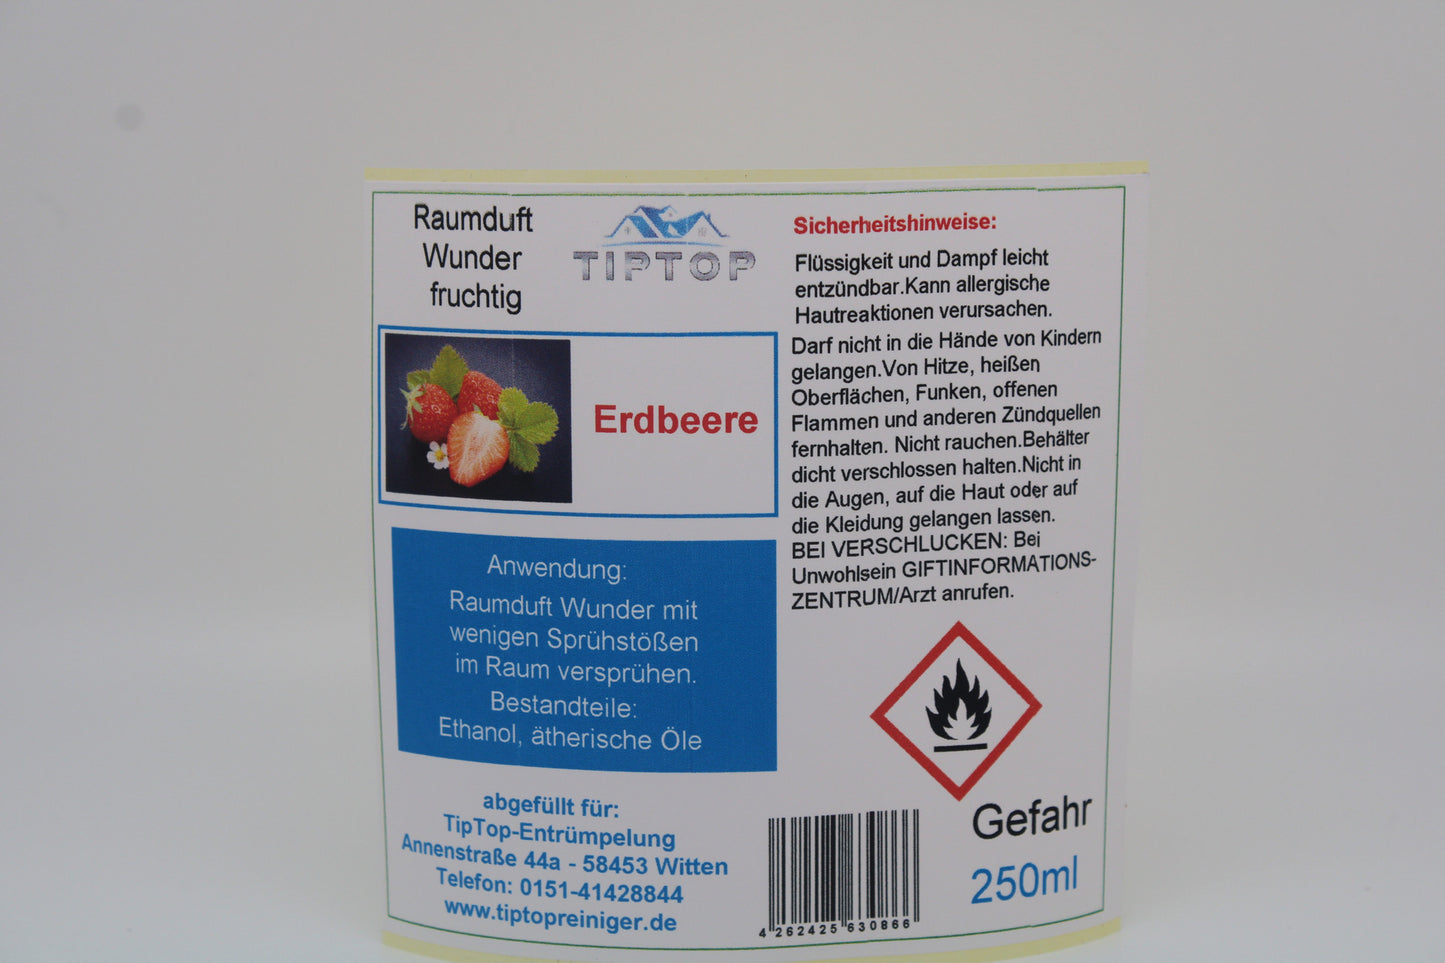 Raumduft
Wunder
fruchtig
TIPTOP
Erdbeere
Anwendung:
Raumduft Wunder mit
wenigen Sprühstößen
im Raum versprühen.
Bestandteile:
Ethanol, ätherische Öle
abgefüllt für:
TipTop-Entrümpelung
Annenstraße 44a - 58453 Witten
Telefon: 0151-41428844
www.tiptopreiniger.de
Sicherheitshinweise:
Flüssigkeit und Dampf leicht
entzündbar.Kann allergische
Hautreaktionen verursachen.
Darf nicht in die Hände von Kindern
gelangen.Von Hitze, heißen
Oberflächen, Funken, offenen
Flammen und anderen Zündquellen
fernhalten. Nicht rauchen.Behälter
dicht verschlossen halten.Nicht in
die Augen, auf die Haut oder auf
die Kleidung gelangen lassen.
BEI VERSCHLUCKEN: Bei
Unwohlsein GIFTINFORMATIONS-
ZENTRUM/Arzt anrufen.
Gefahr
250ml
4 262425 630866